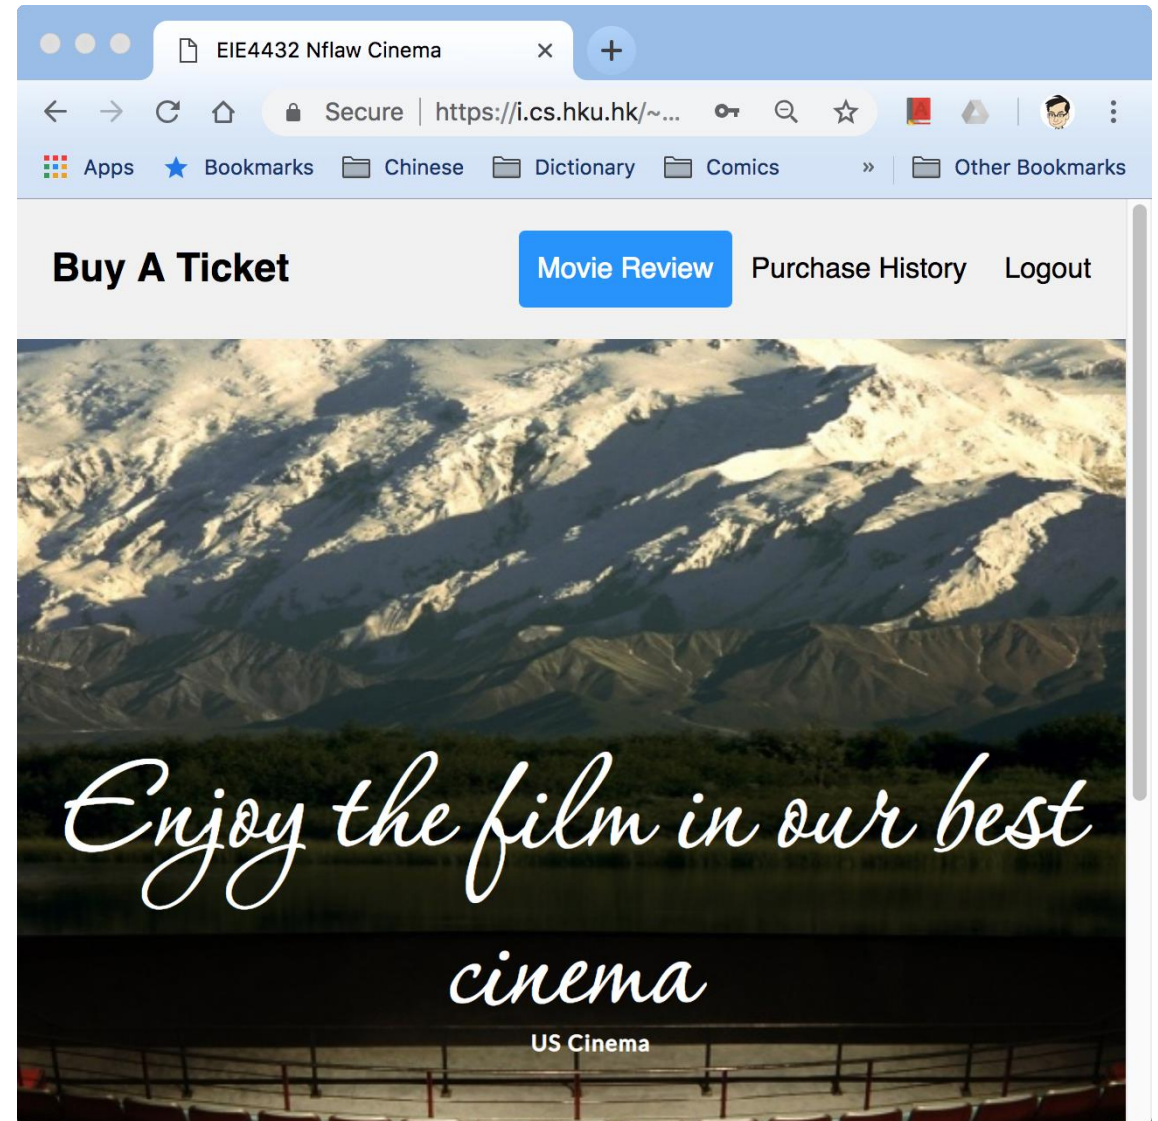 EIE4432 Nflaw Cinema
Secure | https://i.cs.hku.hk/~...
Apps Bookmarks Chinese Dictionary Comics » Other Bookmarks
Buy A Ticket Movie Review Purchase History Logout
Enjoy the film in our best
cinema
US Cinema